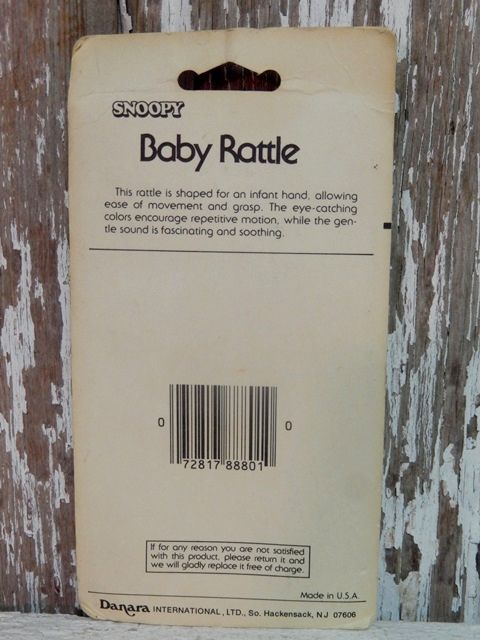 SNOOPY
Baby Rattle
This rattle is shaped for an infant hand, allowing
ease of movement and grasp. The eye-catching
colors encourage repetitive motion, while the gen-
tle sound is fascinating and soothing.
0 72817 88801 0
If for any reason you are not satisfied
with this product, please return it and
we will gladly replace it free of charge.
Made in U.S.A.
Danara INTERNATIONAL, LTD., So. Hackensack, NJ 07606